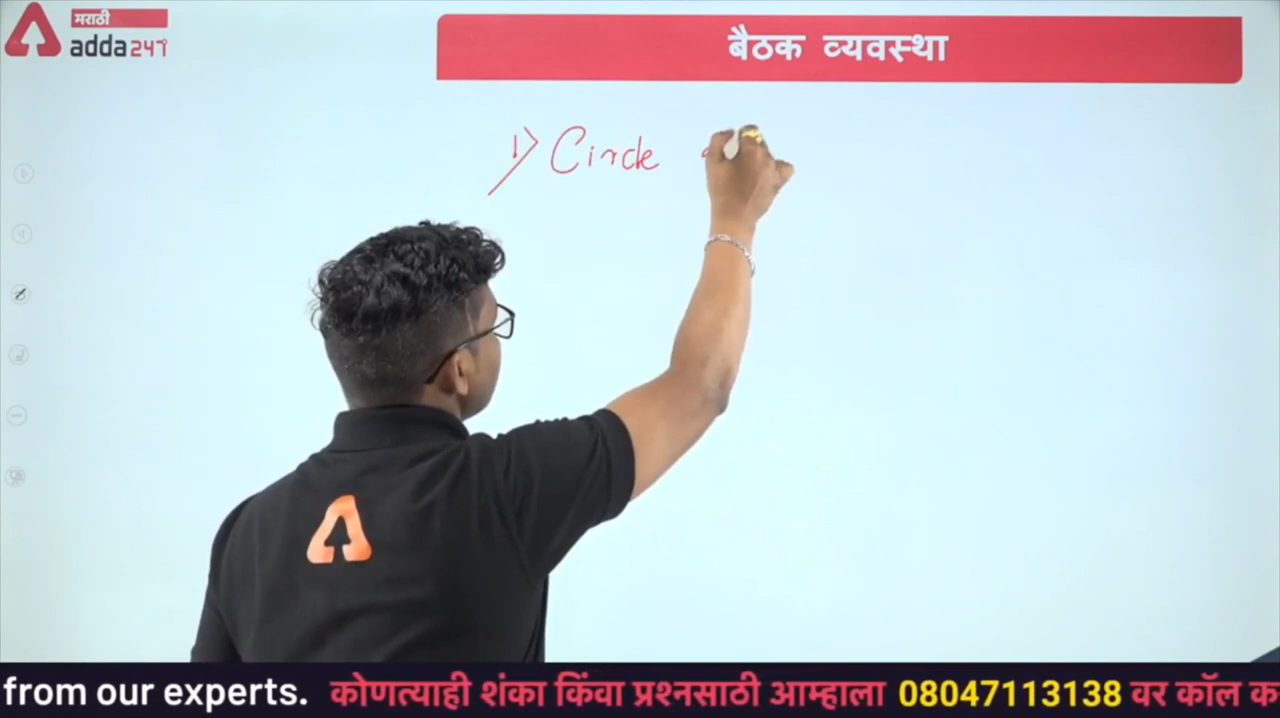 मराठी
adda247
बैठक व्यवस्था
1) Circle
from our experts. कोणत्याही शंका किंवा प्रश्नसाठी आम्हाला 08047113138 वर कॉल क